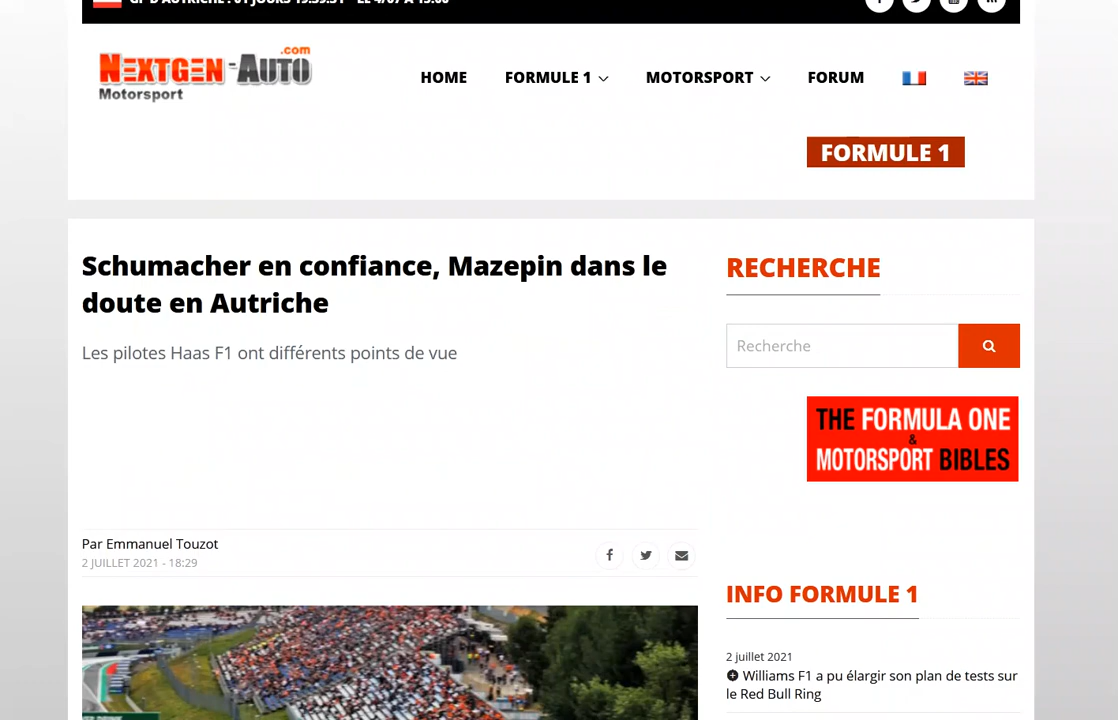 .com
NEXTGEN-AUTO
Motorsport
HOME
FORMULE 1
MOTORSPORT
FORUM
FORMULE 1
Schumacher en confiance, Mazepin dans le
doute en Autriche
Les pilotes Haas F1 ont différents points de vue
Par Emmanuel Touzot
2 JUILLET 2021 - 18:29
RECHERCHE
Recherche
THE FORMULA ONE
&
MOTORSPORT BIBLES
INFO FORMULE 1
2 juillet 2021
Williams F1 a pu élargir son plan de tests sur
le Red Bull Ring